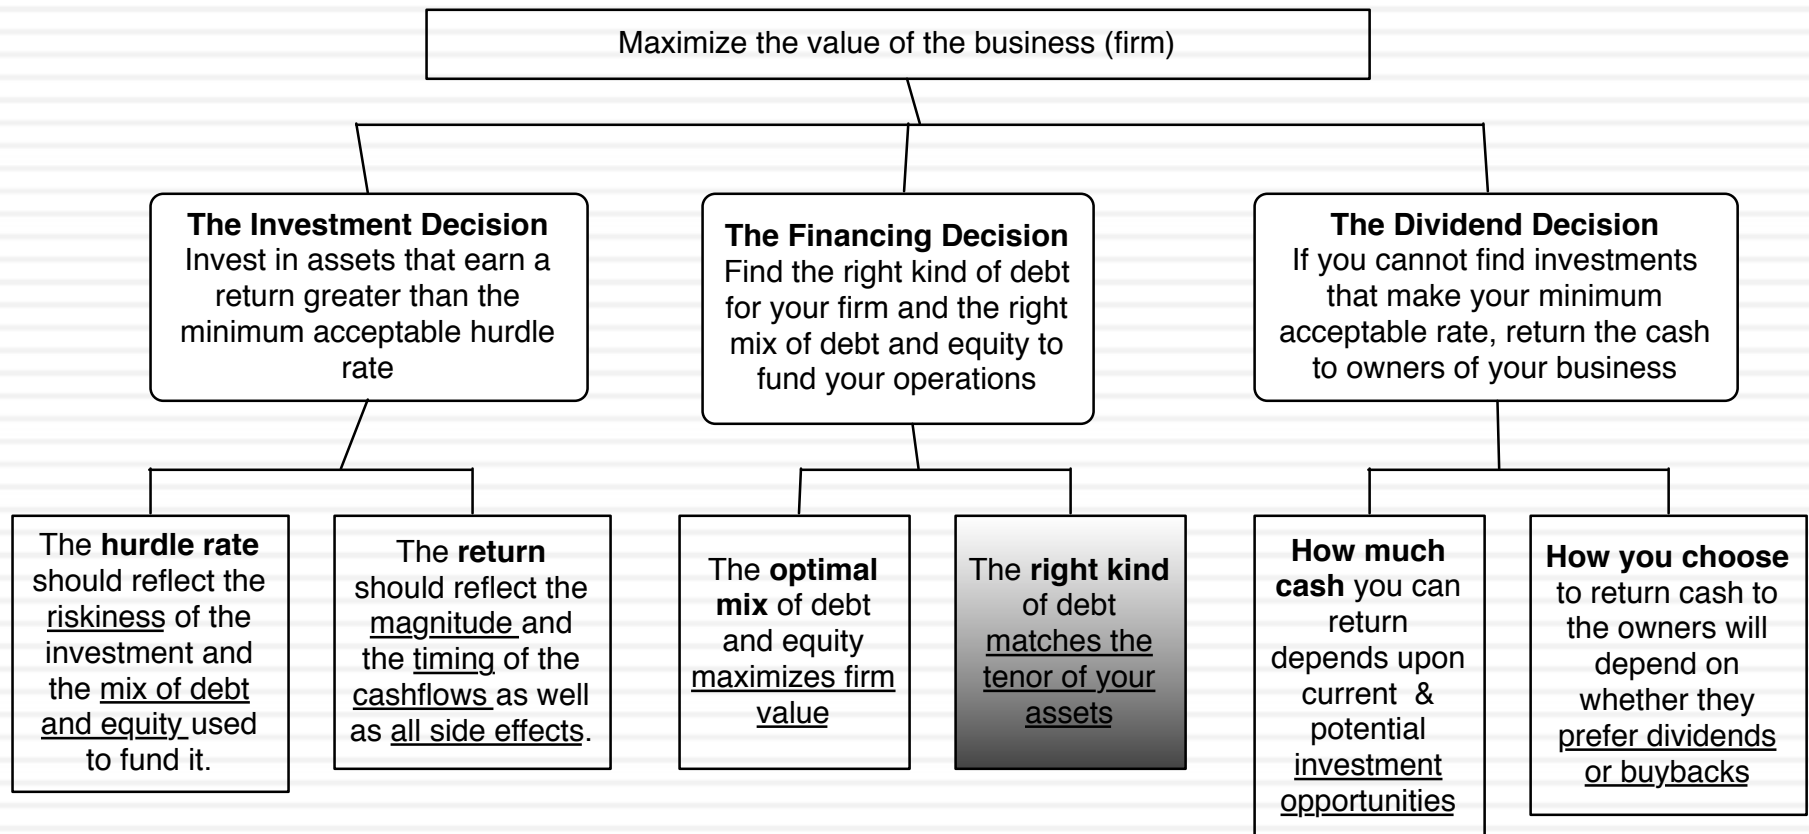 Maximize the value of the business (firm)
The Investment Decision
Invest in assets that earn a
return greater than the
minimum acceptable hurdle
rate
The Financing Decision
Find the right kind of debt
for your firm and the right
mix of debt and equity to
fund your operations
The Dividend Decision
If you cannot find investments
that make your minimum
acceptable rate, return the cash
to owners of your business
The hurdle rate
should reflect the
riskiness of the
investment and
the mix of debt
and equity used
to fund it.
The return
should reflect the
magnitude and
the timing of the
cashflows as well
as all side effects.
The optimal
mix of debt
and equity
maximizes firm
value
The right kind
of debt
matches the
tenor of your
assets
How much
cash you can
return
depends upon
current & 
potential
investment
opportunities
How you choose
to return cash to
the owners will
depend on
whether they
prefer dividends
or buybacks